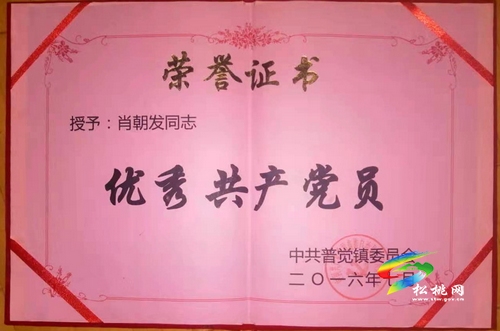 荣誉证书
授予：肖朝发同志
优秀共产党员
中共普觉镇委员会
二〇一六年七月
松桃网